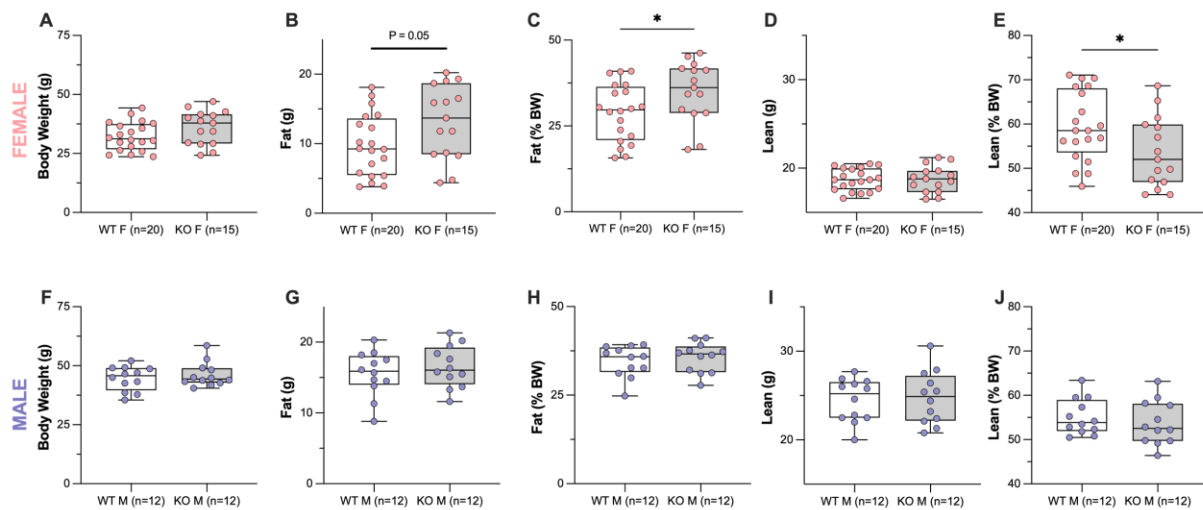 FEMALE
A
Body Weight (g)
75
50
25
0
WT F (n=20) KO F (n=15)
B
P = 0.05
Fat (g)
30
20
10
0
WT F (n=20) KO F (n=15)
C
*
Fat (% BW)
50
25
0
WT F (n=20) KO F (n=15)
D
Lean (g)
35
30
20
WT F (n=20) KO F (n=15)
E
*
Lean (% BW)
80
70
60
50
40
WT F (n=20) KO F (n=15)
MALE
F
Body Weight (g)
75
50
25
0
WT M (n=12) KO M (n=12)
G
Fat (g)
20
10
0
WT M (n=12) KO M (n=12)
H
Fat (% BW)
50
25
0
WT M (n=12) KO M (n=12)
I
Lean (g)
35
30
20
WT M (n=12) KO M (n=12)
J
Lean (% BW)
80
70
60
50
40
WT M (n=12) KO M (n=12)